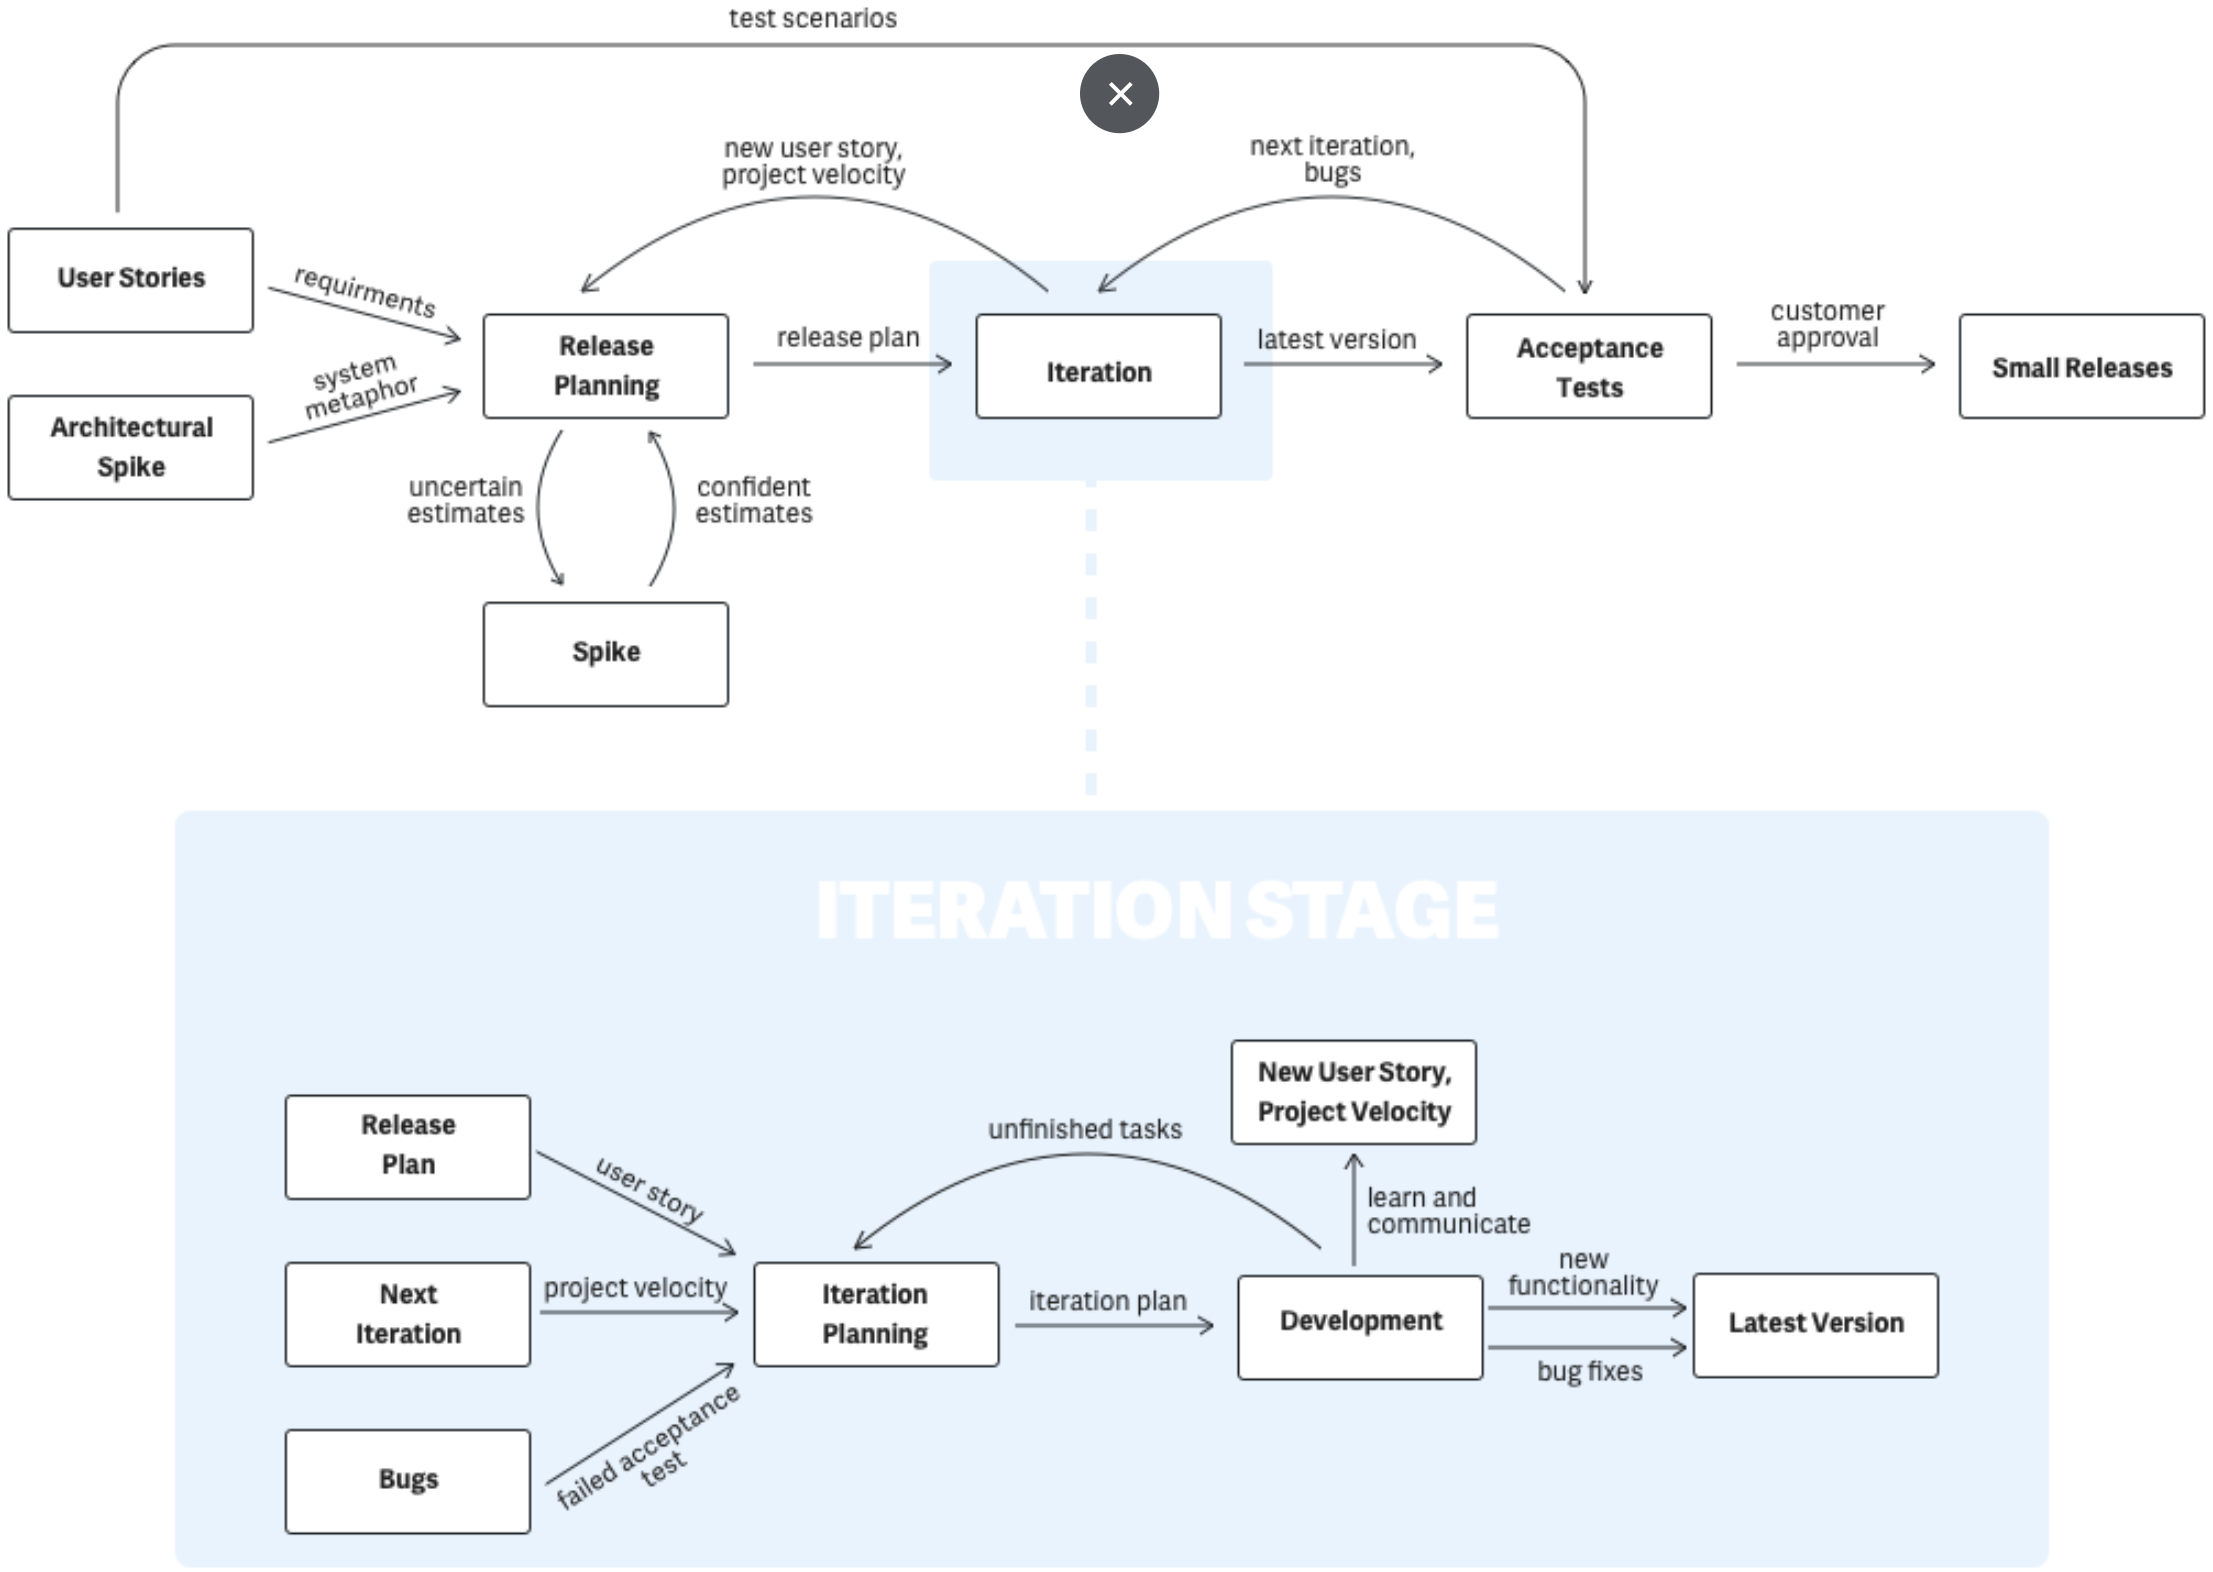 test scenarios
new user story,
project velocity
next iteration,
bugs
User Stories
requirments
system
metaphor
Architectural
Spike
Release
Planning
release plan
Iteration
latest version
Acceptance
Tests
customer
approval
Small Releases
uncertain
estimates
confident
estimates
Spike
ITERATION STAGE
New User Story,
Project Velocity
Release
Plan
user story
unfinished tasks
learn and
communicate
Next
Iteration
project velocity
Iteration
Planning
iteration plan
Development
new
functionality
bug fixes
Latest Version
Bugs
failed acceptance
test